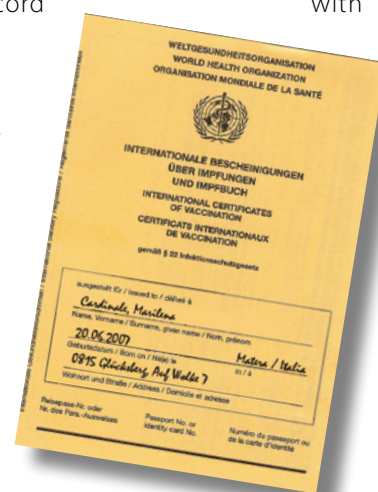 cord
with
WELTGESUNDHEITSORGANISATION
WORLD HEALTH ORGANIZATION
ORGANISATION MONDIALE DE LA SANTÉ
INTERNATIONALE BESCHEINIGUNGEN
ÜBER IMPFUNGEN
UND IMPFBUCH
INTERNATIONAL CERTIFICATES
OF VACCINATION
CERTIFICATS INTERNATIONAUX
DE VACCINATION
gemäß § 22 Infektionsschutzgesetz
ausgestellt für / issued to / délivré à
Cardinale, Marilena
Name, Vorname / Surname, given name / Nom, prénom
20.06.2007 Matera / Italia
Geburtsdatum / Born on / Né(e) le in / à
0815 Glücksberg Auf Wolke 7
Wohnort und Straße / Address / Domicile et adresse
Reisepass-Nr. oder Passport No. or Numéro du passeport ou
Nr. des Pers.-Ausweises identity card No. de la carte d'identité